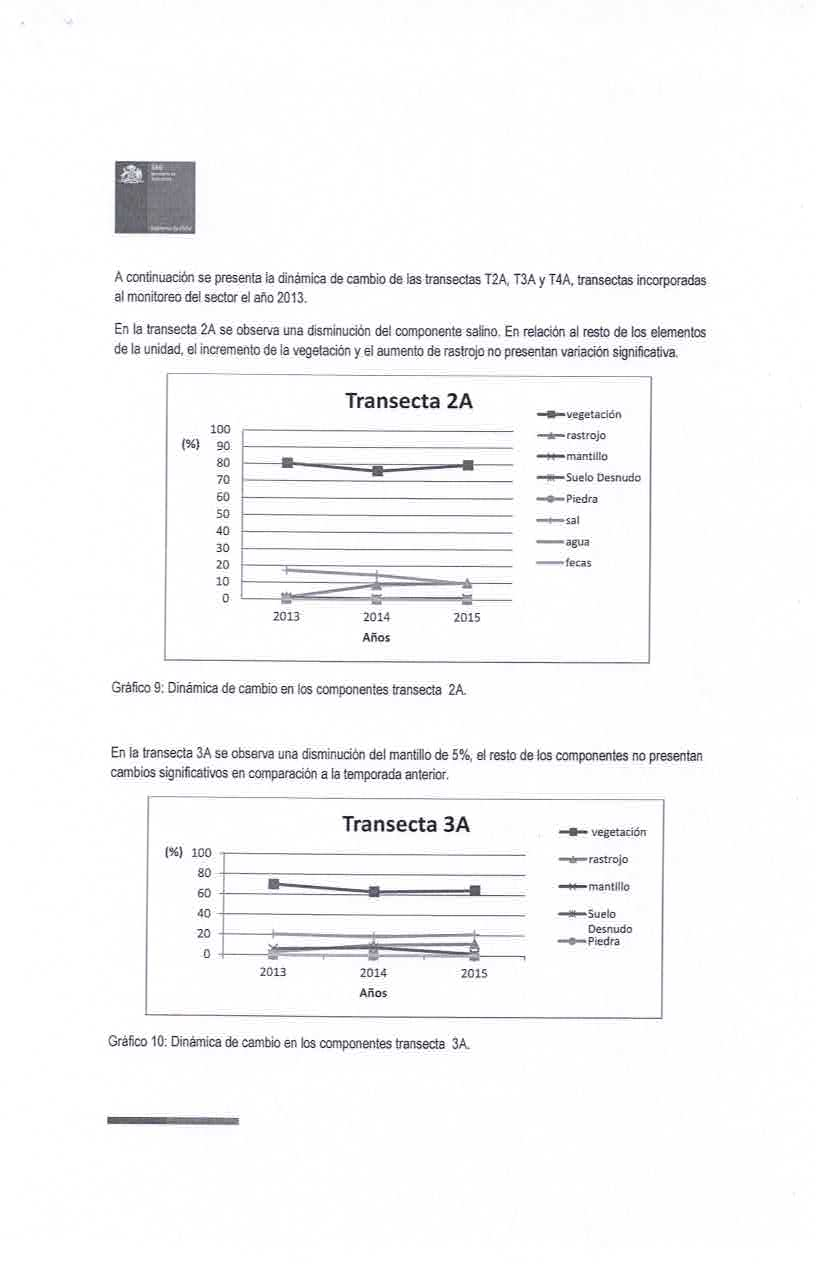 SAG
A continuación se presenta la dinámica de cambio de las transectas T2A, T3A y T4A, transectas incorporadas
al monitoreo del sector el año 2013.
En la transecta 2A se observa una disminución del componente salino. En relación al resto de los elementos
de la unidad, el incremento de la vegetación y el aumento de rastrojo no presentan variación significativa.
Transecta 2A
(%)
100
90
80
70
60
50
40
30
20
10
0
2013 2014 2015
Años
vegetación
rastrojo
mantillo
Suelo Desnudo
Piedra
sal
agua
fecas
Gráfico 9: Dinámica de cambio en los componentes transecta 2A.
En la transecta 3A se observa una disminución del mantillo de 5%, el resto de los componentes no presentan
cambios significativos en comparación a la temporada anterior.
Transecta 3A
(%)
100
80
60
40
20
0
2013 2014 2015
Años
vegetación
rastrojo
mantillo
Suelo
Desnudo
Piedra
Gráfico 10: Dinámica de cambio en los componentes transecta 3A.